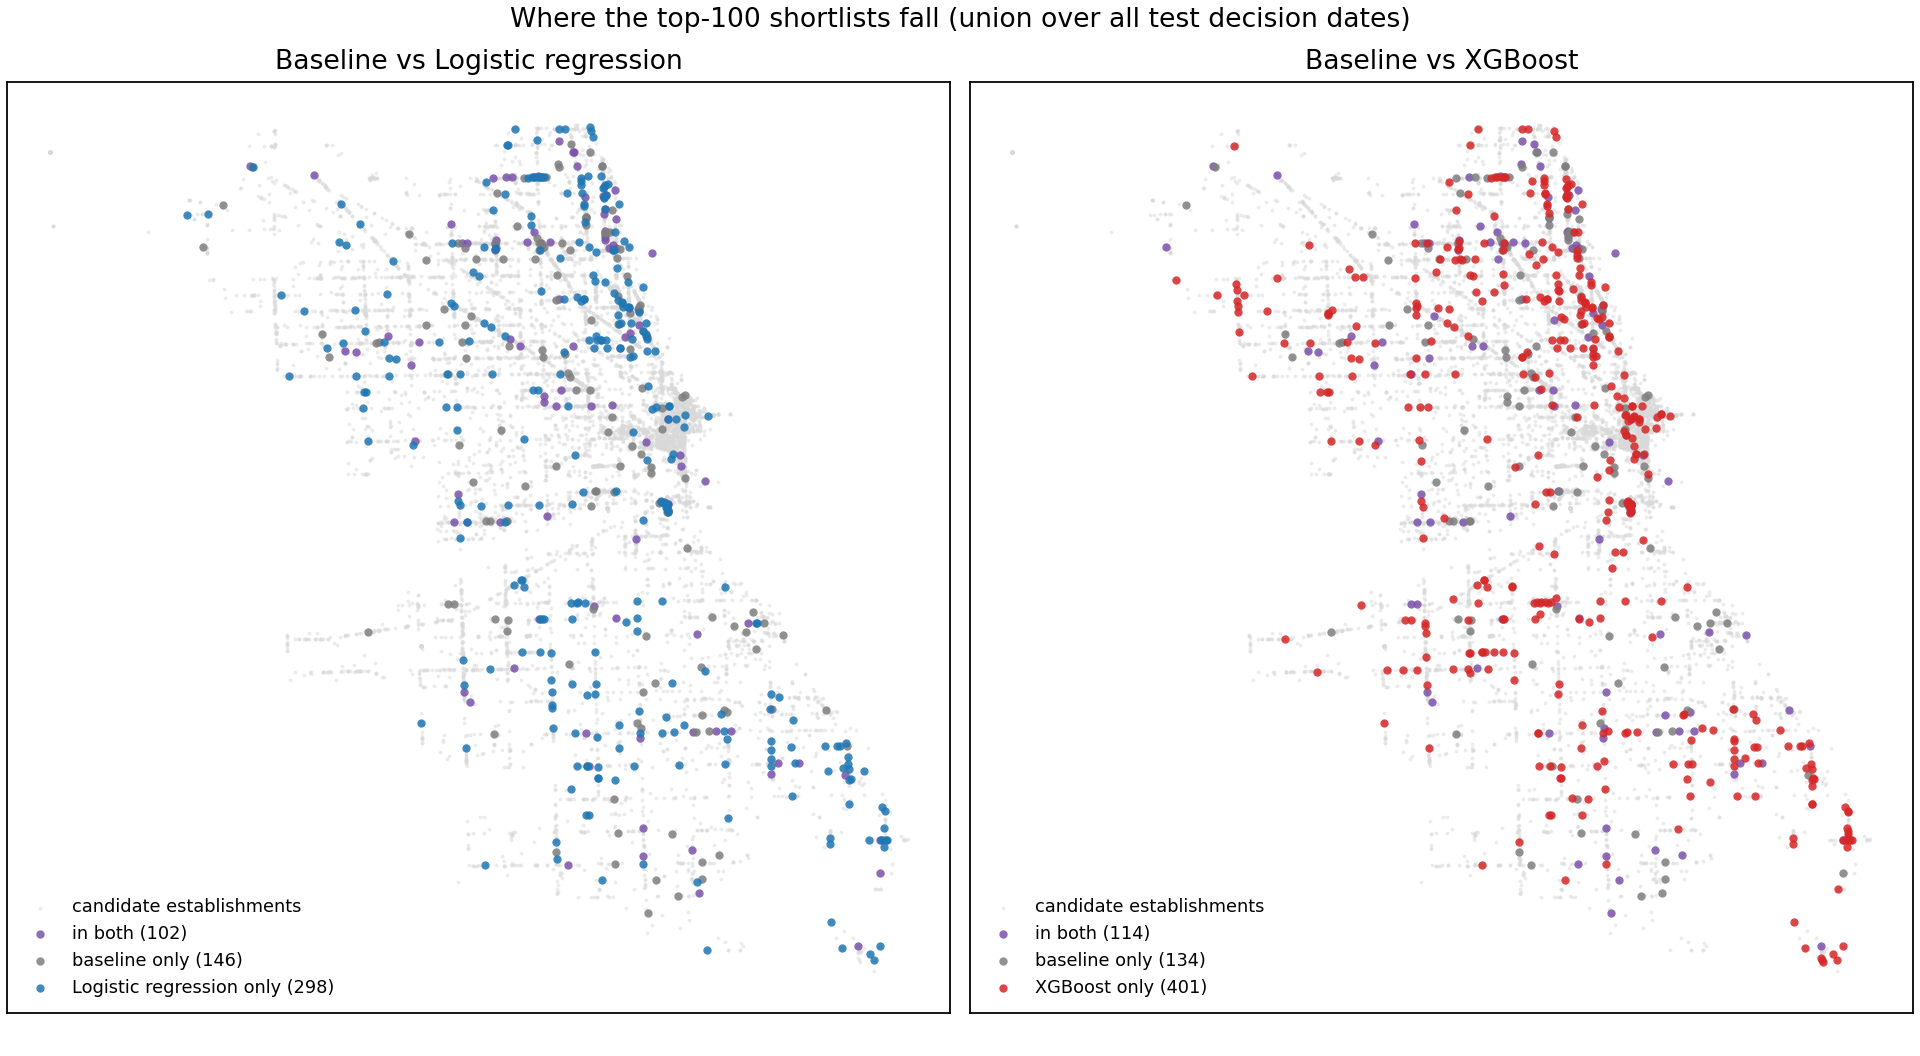 Where the top-100 shortlists fall (union over all test decision dates)
Baseline vs Logistic regression
candidate establishments
in both (102)
baseline only (146)
Logistic regression only (298)
Baseline vs XGBoost
candidate establishments
in both (114)
baseline only (134)
XGBoost only (401)